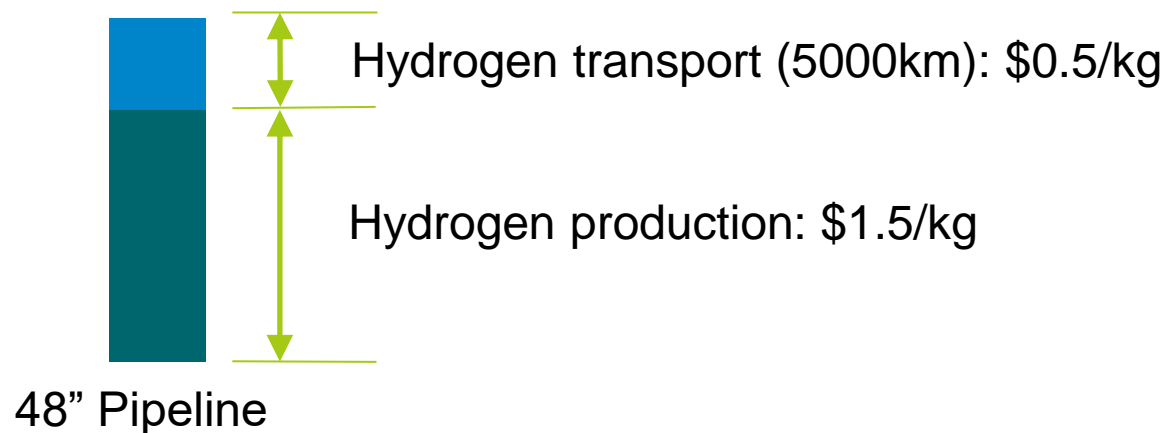 Hydrogen transport (5000km): $0.5/kg
Hydrogen production: $1.5/kg
48” Pipeline